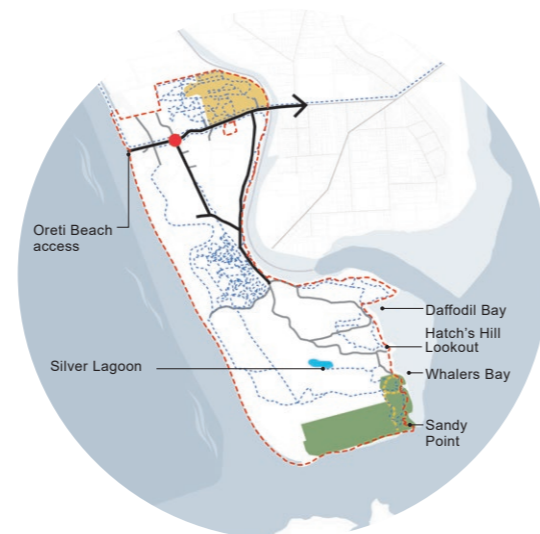 Oreti Beach
access
Daffodil Bay
Hatch's Hill
Lookout
Silver Lagoon
Whalers Bay
Sandy
Point